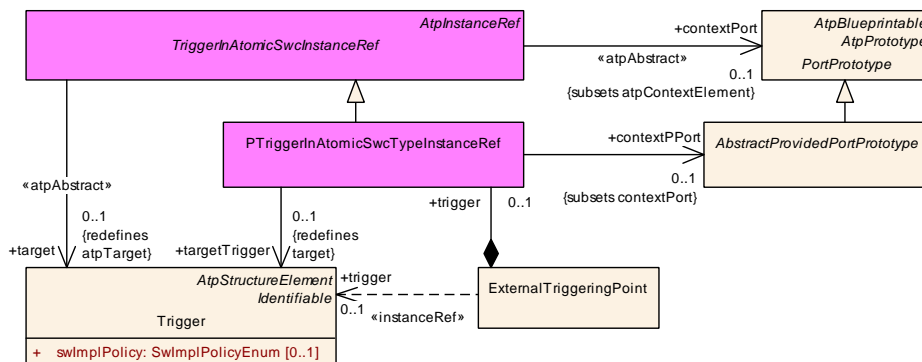 AtpInstanceRef
TriggerInAtomicSwcInstanceRef
+contextPort
«atpAbstract»
0..1
{subsets atpContextElement}
AtpBlueprintable
AtpPrototype
PortPrototype
PTriggerInAtomicSwcTypeInstanceRef
+contextPPort
0..1
{subsets contextPort}
AbstractProvidedPortPrototype
«atpAbstract»
+trigger
0..1
0..1
{redefines
atpTarget}
+target
0..1
{redefines
target}
+targetTrigger
AtpStructureElement
Identifiable
Trigger
+ swImplPolicy: SwImplPolicyEnum [0..1]
+trigger
0..1
«instanceRef»
ExternalTriggeringPoint